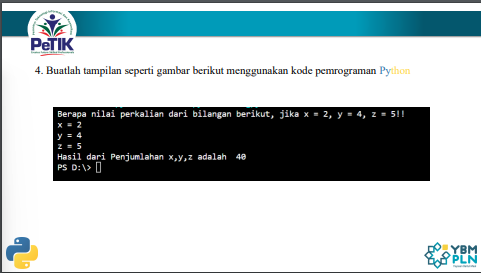 PeTIK
4. Buatlah tampilan seperti gambar berikut menggunakan kode pemrograman Python
Berapa nilai perkalian dari bilangan berikut, jika x = 2, y = 4, z = 5!!
x = 2
y = 4
z = 5
Hasil dari Penjumlahan x,y,z adalah  40
PS D:\>
YBM
PLN